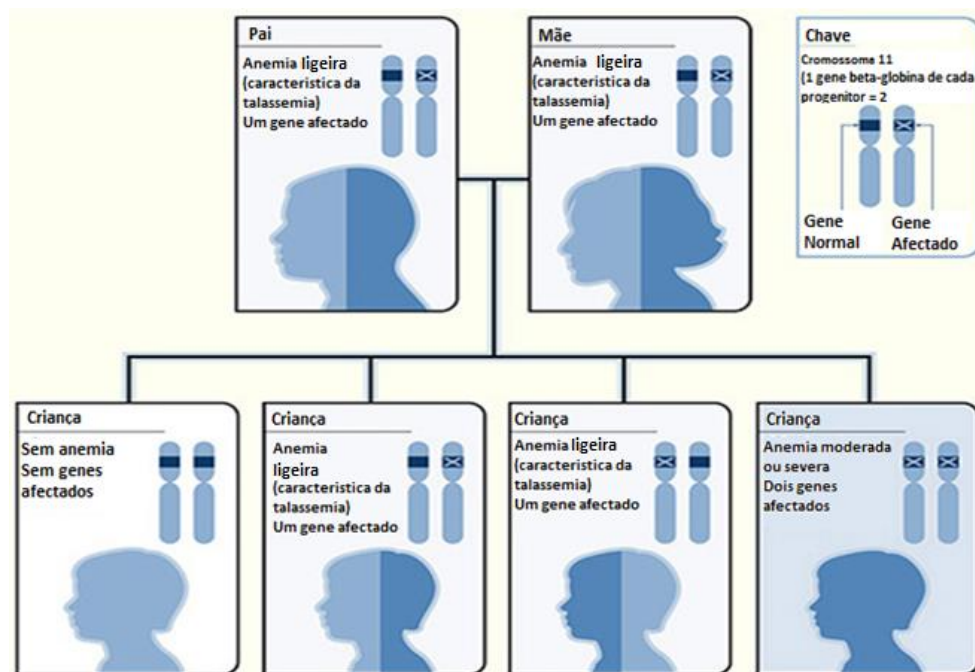 Pai
Anemia ligeira
(caracteristica da
talassemia)
Um gene afectado
Mãe
Anemia ligeira
(caracteristica da
talassemia)
Um gene afectado
Chave
Cromossoma 11
(1 gene beta-globina de cada
progenitor = 2
Gene
Normal
Gene
Afectado
Criança
Sem anemia
Sem genes
afectados
Criança
Anemia
ligeira
(caracteristica da
talassemia)
Um gene afectado
Criança
Anemia ligeira
(caracteristica da
talassemia)
Um gene afectado
Criança
Anemia moderada
ou severa
Dois genes
afectados